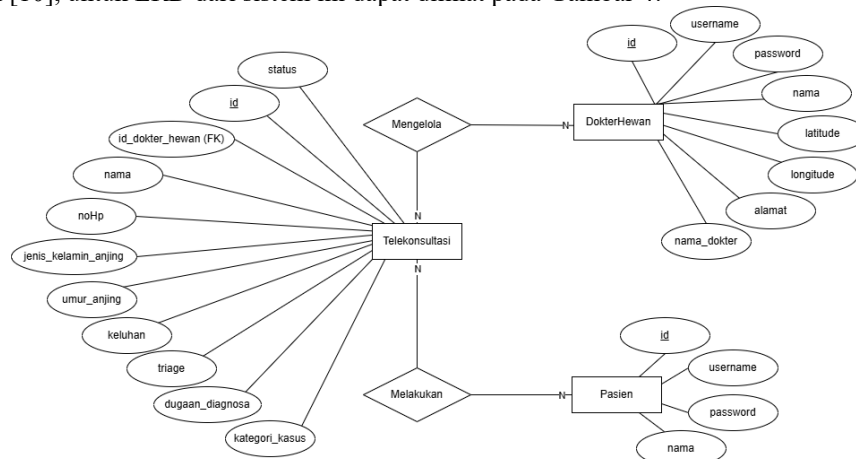 [10], untuk ERD dari sistem ini dapat dilihat pada Gambar 4.
status
id
id_dokter_hewan (FK)
nama
noHp
jenis_kelamin_anjing
umur_anjing
keluhan
triage
dugaan_diagnosa
kategori_kasus
Telekonsultasi
N
N
Mengelola
N
DokterHewan
id
username
password
nama
latitude
longitude
alamat
nama_dokter
Melakukan
N
Pasien
id
username
password
nama